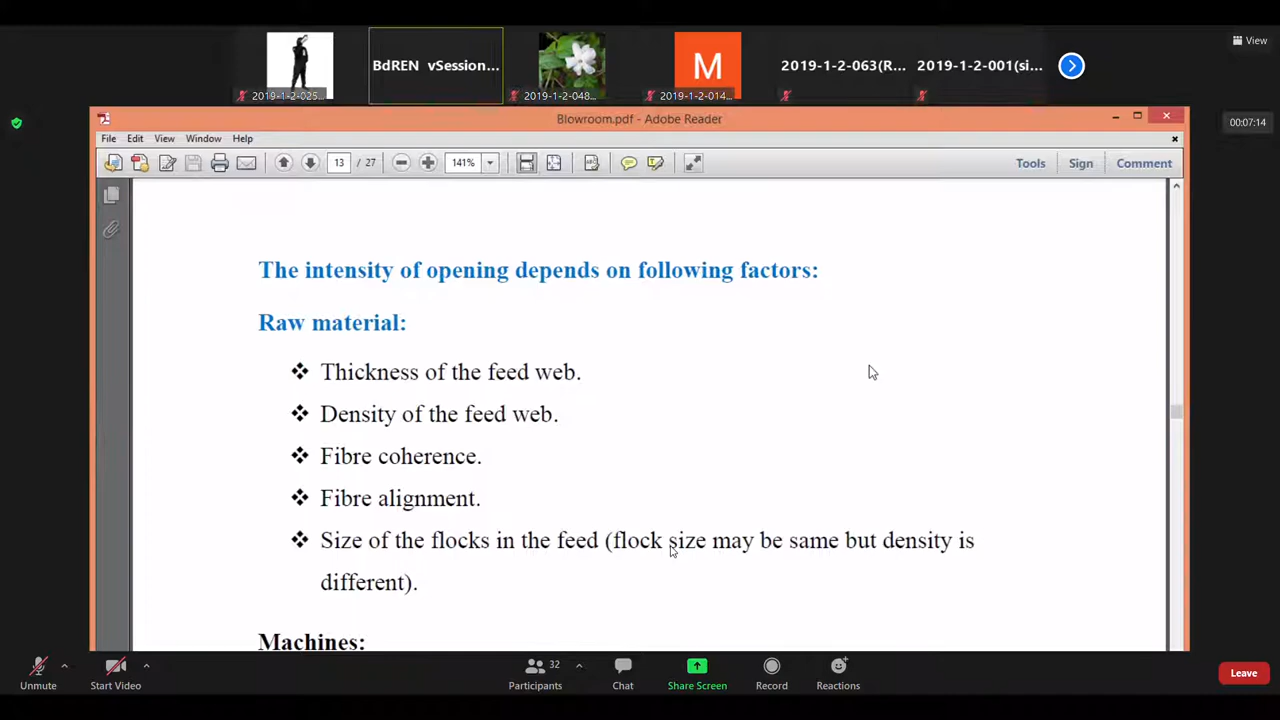 View
BdREN vSession...
M
2019-1-2-063(R... 2019-1-2-001(si...
2019-1-2-025... 2019-1-2-048... 2019-1-2-014...
Blowroom.pdf - Adobe Reader
00:07:14
File Edit View Window Help
13 / 27 141% Tools Sign Comment
The intensity of opening depends on following factors:
Raw material:
❖ Thickness of the feed web.
❖ Density of the feed web.
❖ Fibre coherence.
❖ Fibre alignment.
❖ Size of the flocks in the feed (flock size may be same but density is
different).
Machines:
32
Unmute Start Video Participants Chat Share Screen Record Reactions Leave